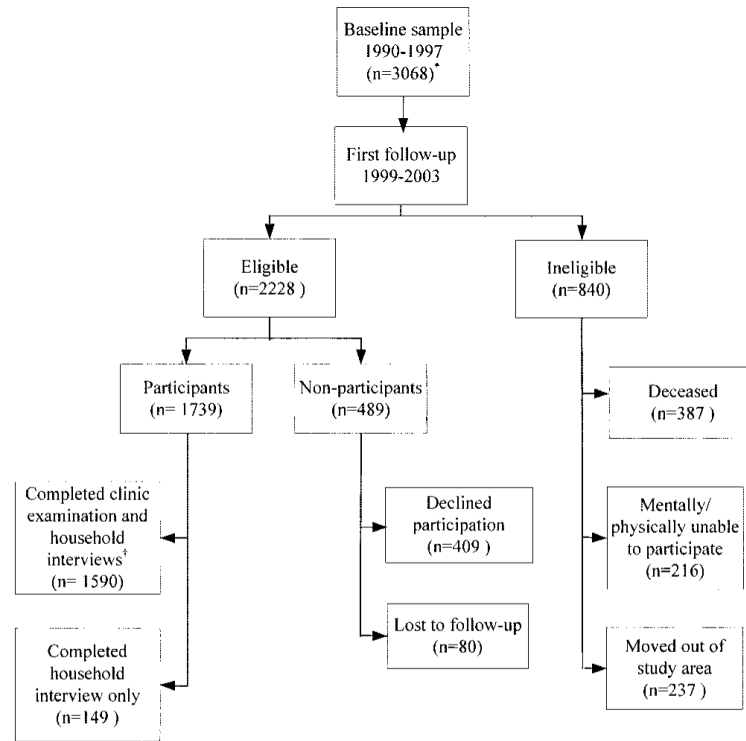 Baseline sample
1990-1997
(n=3068)*
First follow-up
1999-2003
Eligible
(n=2228 )
Ineligible
(n=840)
Participants
(n= 1739)
Non-participants
(n=489)
Deceased
(n=387 )
Completed clinic
examination and
household
interviews†
(n= 1590)
Declined
participation
(n=409 )
Mentally/
physically unable
to participate
(n=216)
Completed
household
interview only
(n=149 )
Lost to follow-up
(n=80)
Moved out of
study area
(n=237 )